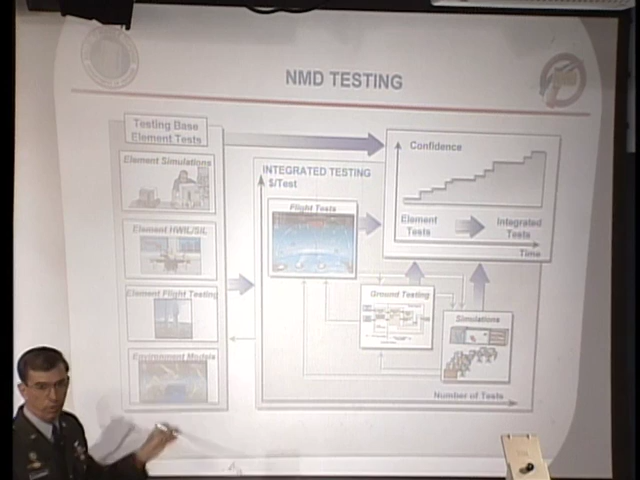 NMD TESTING
Testing Base
Element Tests
Element Simulations
Element HWIL/SIL
Element Flight Testing
Environment Models
INTEGRATED TESTING
$/Test
Flight Tests
Ground Testing
Simulations
Number of Tests
Confidence
Element
Tests
Integrated
Tests
Time